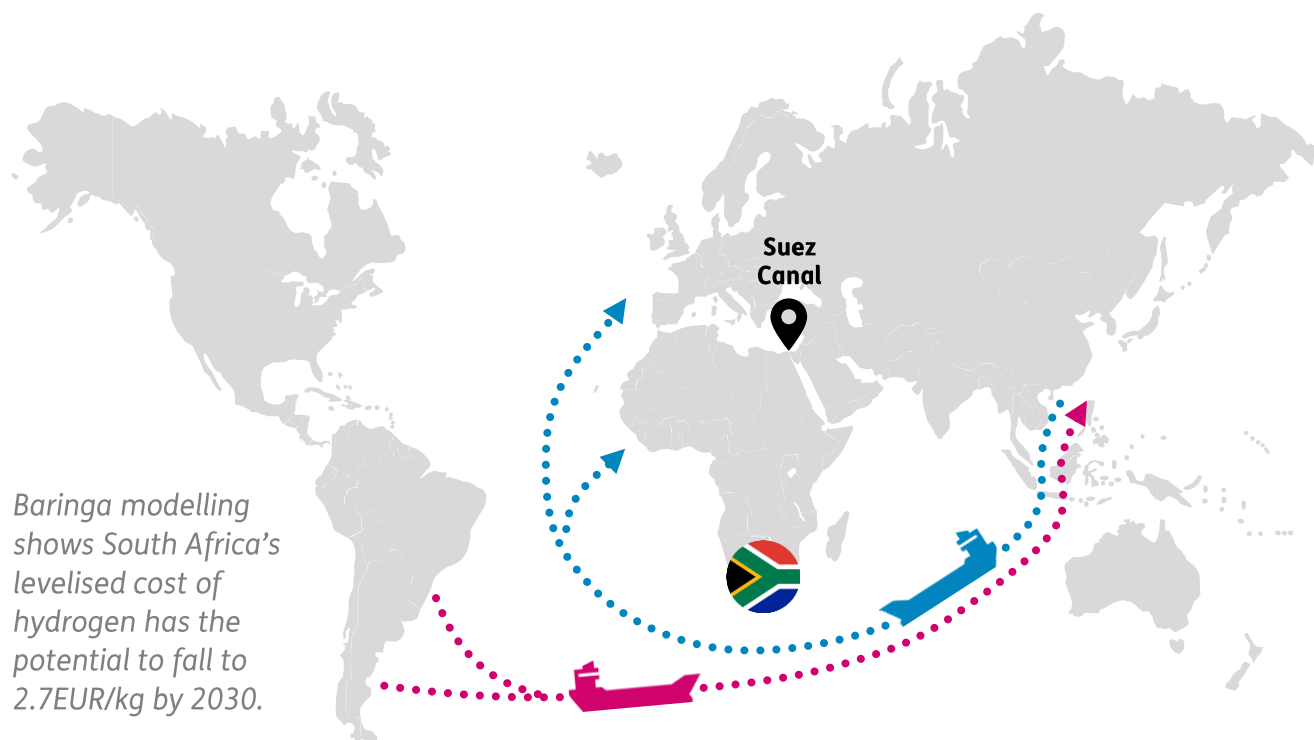 Suez
Canal
Baringa modelling
shows South Africa's
levelised cost of
hydrogen has the
potential to fall to
2.7EUR/kg by 2030.